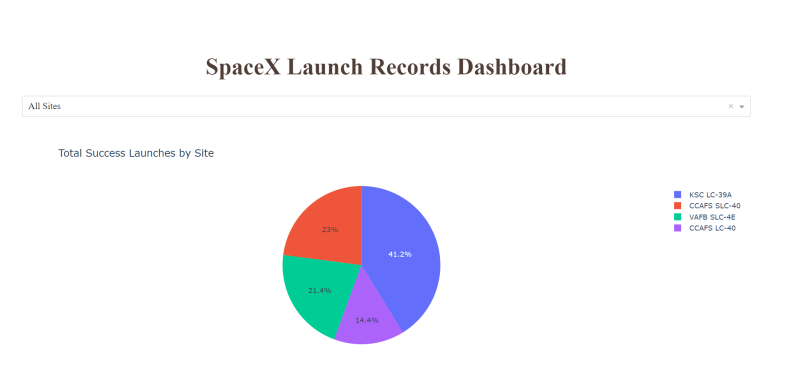 SpaceX Launch Records Dashboard
All Sites
×
Total Success Launches by Site
KSC LC-39A
CCAFS SLC-40
VAFB SLC-4E
CCAFS LC-40
23%
41.2%
21.4%
14.4%